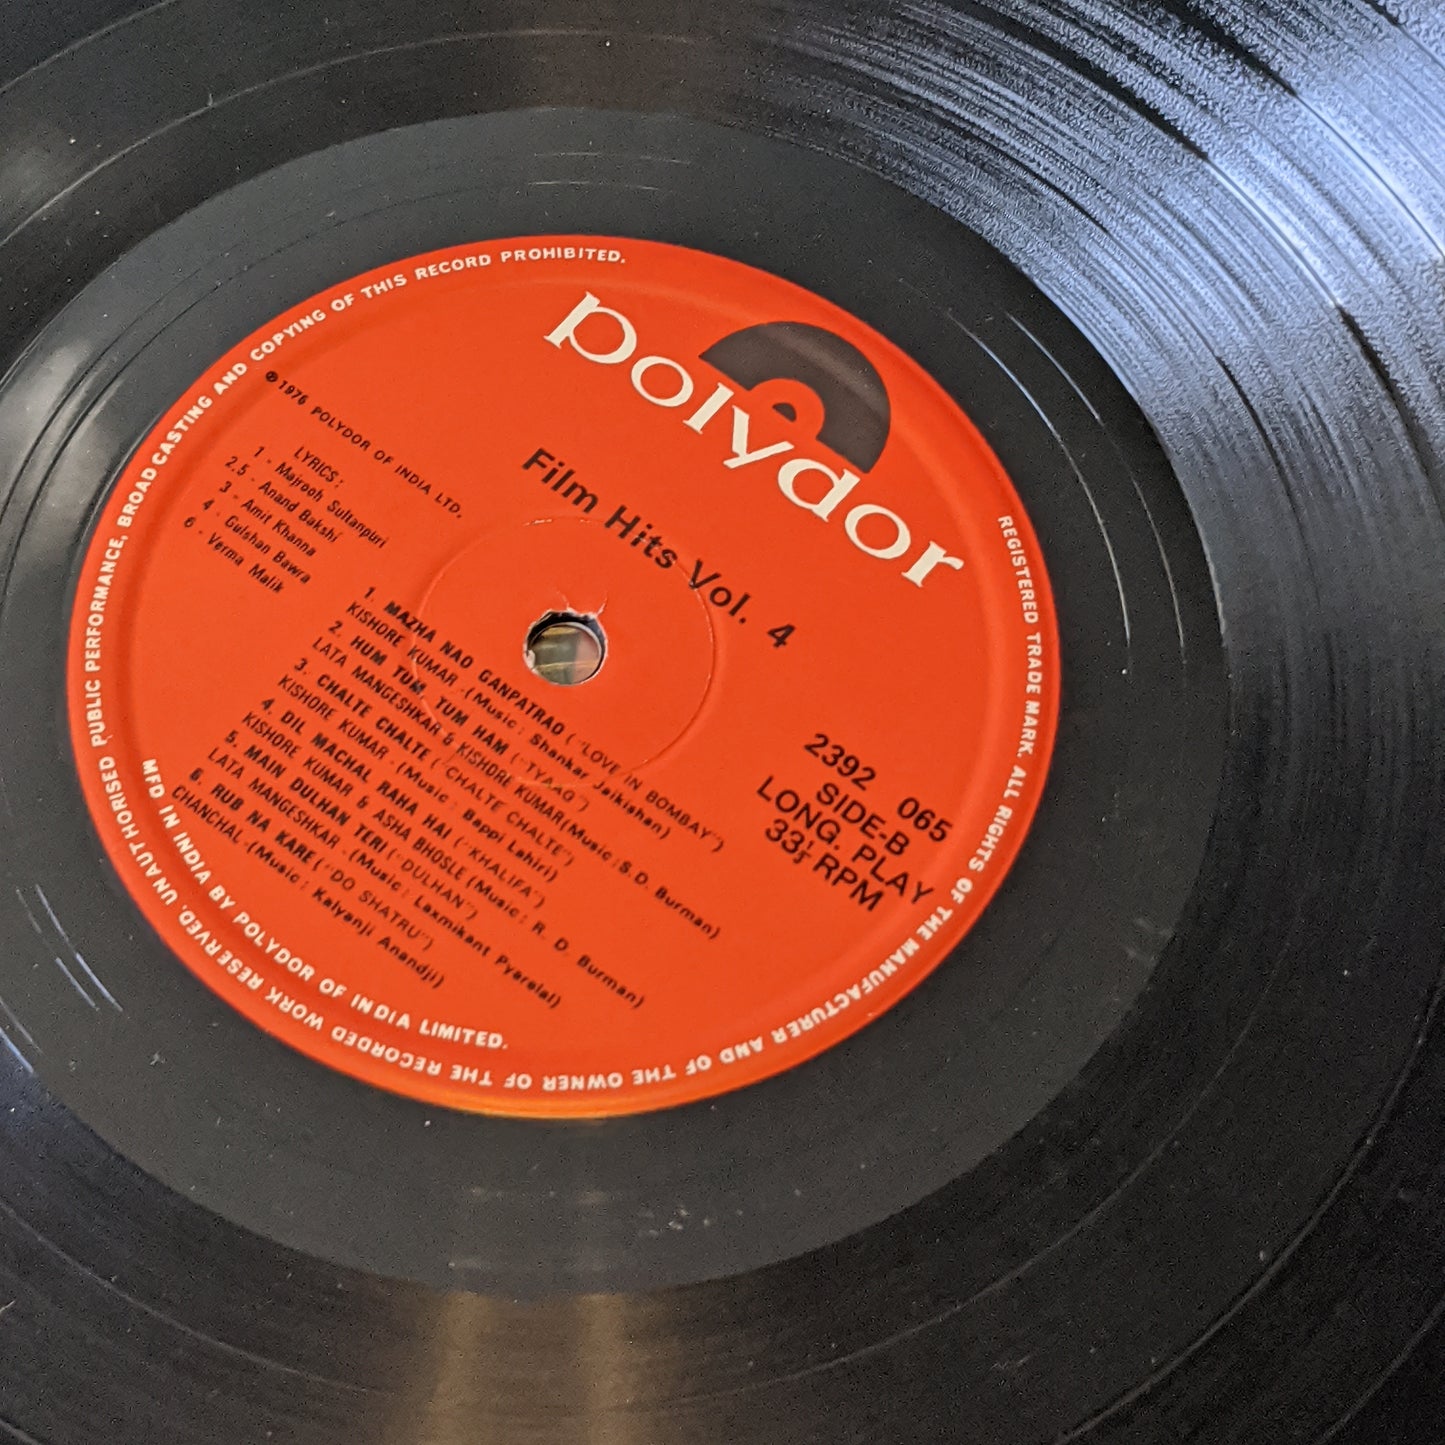 polydor
Film Hits Vol. 4
℗ 1976 POLYDOR OF INDIA LTD.
LYRICS :
1 - Majrooh Sultanpuri
2,5 - Anand Bakshi
3 - Amit Khanna
4 - Gulshan Bawra
6 - Verma Malik
1. MAZHA NAO GANPATRAO ("LOVE IN BOMBAY")
KISHORE KUMAR -(Music : Shankar Jaikishan)
2. HUM TUM, TUM HAM ("TYAAG")
LATA MANGESHKAR & KISHORE KUMAR(Music : S.D. Burman)
3. CHALTE CHALTE ("CHALTE CHALTE")
KISHORE KUMAR - (Music : Bappi Lahiri)
4. DIL MACHAL RAHA HAI ("KHALIFA")
KISHORE KUMAR & ASHA BHOSLE (Music : R. D. Burman)
5. MAIN DULHAN TERI ("DULHAN")
LATA MANGESHKAR - (Music : Laxmikant Pyarelal)
6. RUB NA KARE ("DO SHATRU")
CHANCHAL -(Music : Kalyanji Anandji)
2392 065
SIDE-B
LONG. PLAY
33⅓ RPM
REGISTERED TRADE MARK. ALL RIGHTS OF THE MANUFACTURER AND OF THE OWNER OF THE RECORDED WORK RESERVED. UNAUTHORISED PUBLIC PERFORMANCE, BROAD CASTING AND COPYING OF THIS RECORD PROHIBITED.
MFD IN INDIA BY POLYDOR OF INDIA LIMITED.